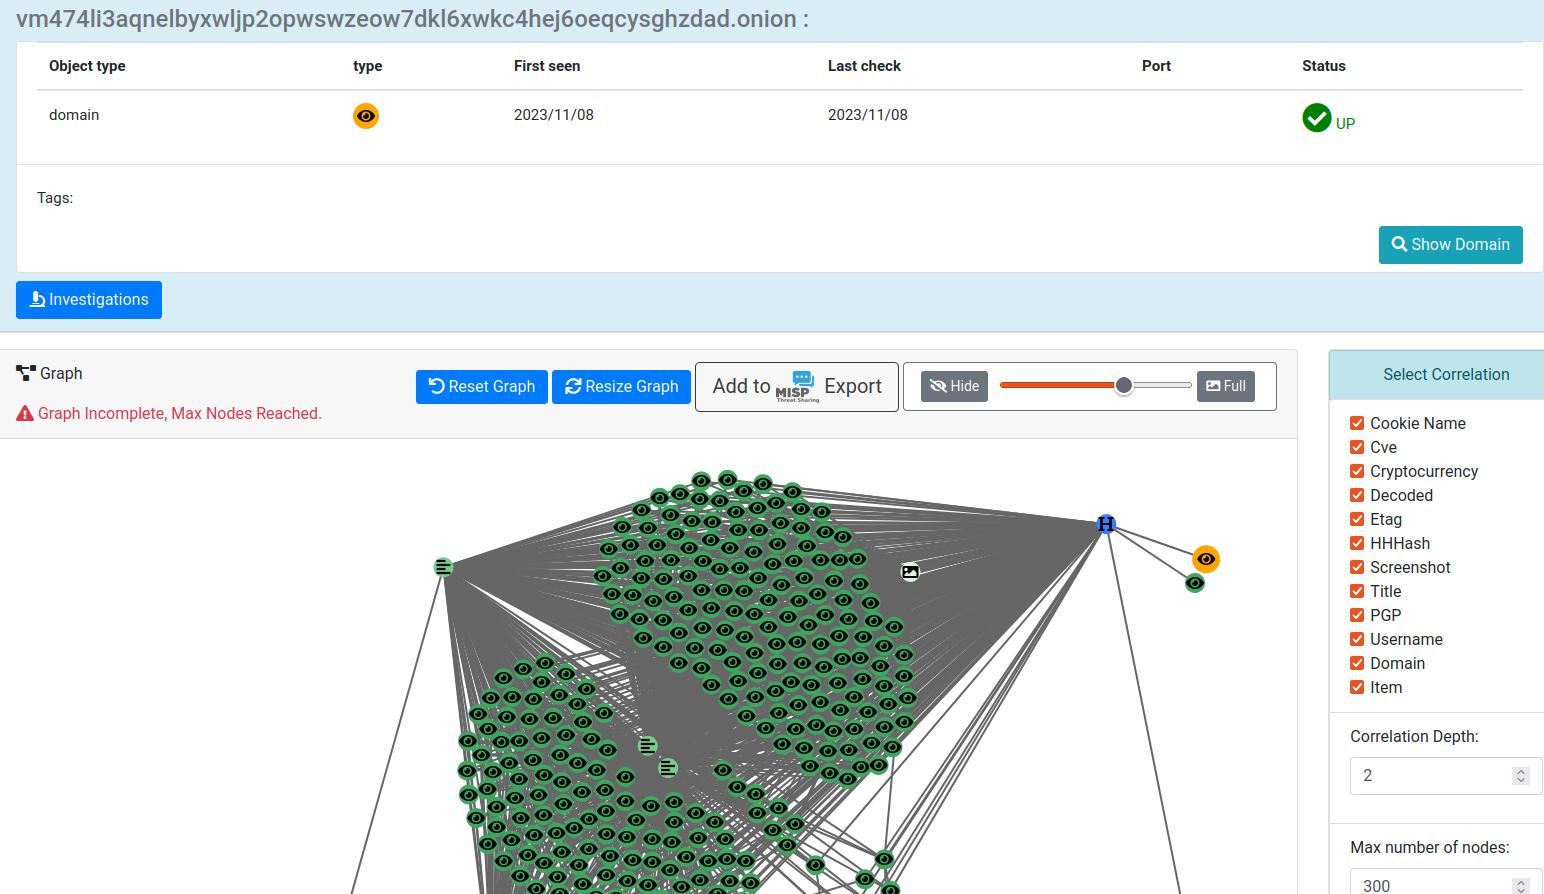 vm474li3aqnelbyxwljp2opwswzeow7dkl6xwkc4hej6oeqcysghzdad.onion :
Object type type First seen Last check Port Status
domain 2023/11/08 2023/11/08 UP
Tags:
Show Domain
Investigations
Graph
Reset Graph Resize Graph Add to MISP Threat Sharing Export Hide Full
Graph Incomplete, Max Nodes Reached.
H
Select Correlation
Cookie Name
Cve
Cryptocurrency
Decoded
Etag
HHHash
Screenshot
Title
PGP
Username
Domain
Item
Correlation Depth:
2
Max number of nodes:
300